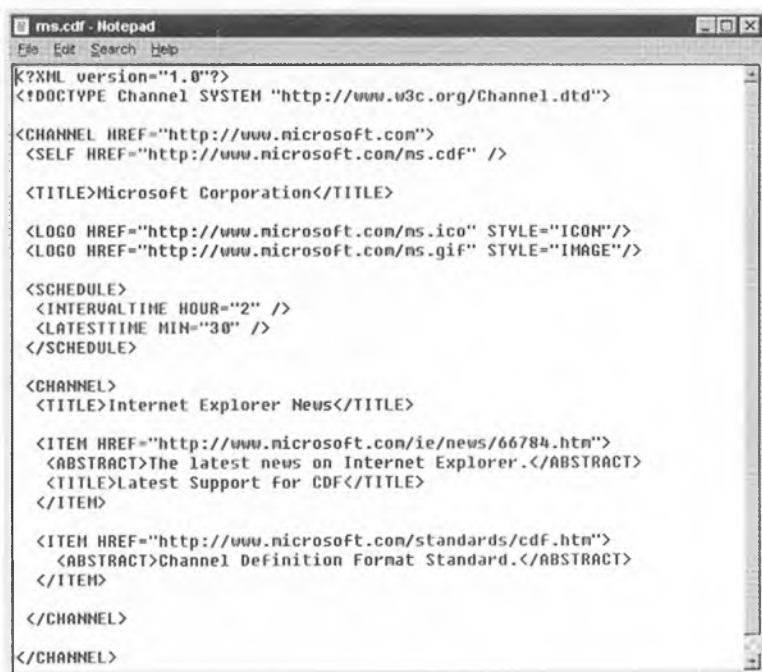 ms.cdf - Notepad
File Edit Search Help
<?XML version="1.0"?>
<!DOCTYPE Channel SYSTEM "http://www.w3c.org/Channel.dtd">
<CHANNEL HREF="http://www.microsoft.com">
<SELF HREF="http://www.microsoft.com/ms.cdf" />
<TITLE>Microsoft Corporation</TITLE>
<LOGO HREF="http://www.microsoft.com/ms.ico" STYLE="ICON"/>
<LOGO HREF="http://www.microsoft.com/ms.gif" STYLE="IMAGE"/>
<SCHEDULE>
<INTERVALTIME HOUR="2" />
<LATESTTIME MIN="30" />
</SCHEDULE>
<CHANNEL>
<TITLE>Internet Explorer News</TITLE>
<ITEM HREF="http://www.microsoft.com/ie/news/66784.htm">
<ABSTRACT>The latest news on Internet Explorer.</ABSTRACT>
<TITLE>Latest Support for CDF</TITLE>
</ITEM>
<ITEM HREF="http://www.microsoft.com/standards/cdf.htm">
<ABSTRACT>Channel Definition Format Standard.</ABSTRACT>
</ITEM>
</CHANNEL>
</CHANNEL>